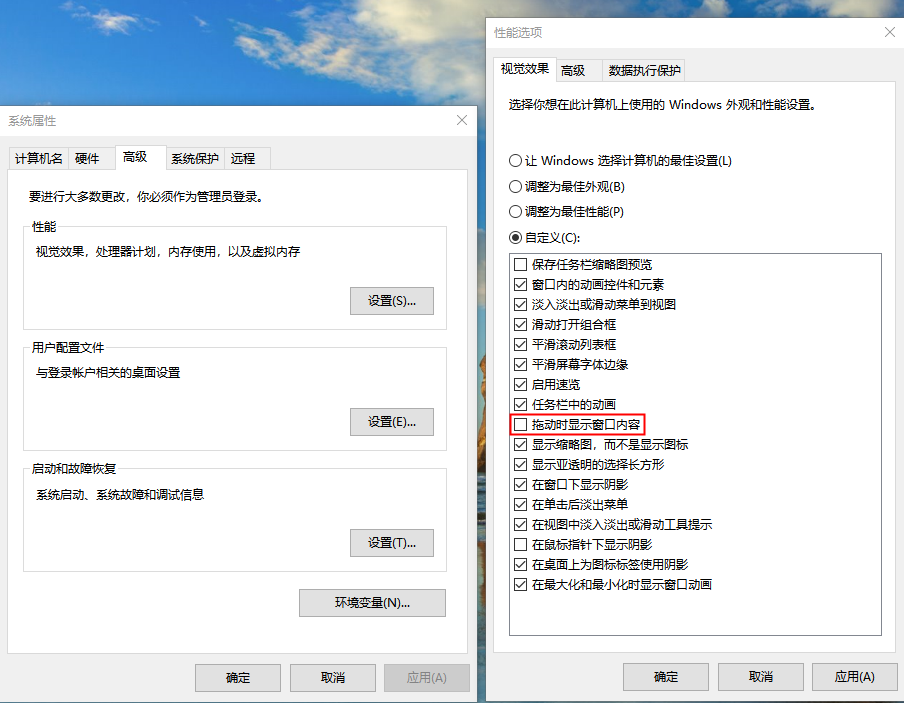 系统属性
计算机名
硬件
高级
系统保护
远程
要进行大多数更改，你必须作为管理员登录。
性能
视觉效果，处理器计划，内存使用，以及虚拟内存
设置(S)...
用户配置文件
与登录帐户相关的桌面设置
设置(E)...
启动和故障恢复
系统启动、系统故障和调试信息
设置(T)...
环境变量(N)...
确定
取消
应用(A)
性能选项
视觉效果
高级
数据执行保护
选择你想在此计算机上使用的 Windows 外观和性能设置。
让 Windows 选择计算机的最佳设置(L)
调整为最佳外观(B)
调整为最佳性能(P)
自定义(C):
保存任务栏缩略图预览
窗口内的动画控件和元素
淡入淡出或滑动菜单到视图
滑动打开组合框
平滑滚动列表框
平滑屏幕字体边缘
启用速览
任务栏中的动画
拖动时显示窗口内容
显示缩略图，而不是显示图标
显示亚透明的选择长方形
在窗口下显示阴影
在单击后淡出菜单
在视图中淡入淡出或滑动工具提示
在鼠标指针下显示阴影
在桌面上为图标标签使用阴影
在最大化和最小化时显示窗口动画
确定
取消
应用(A)